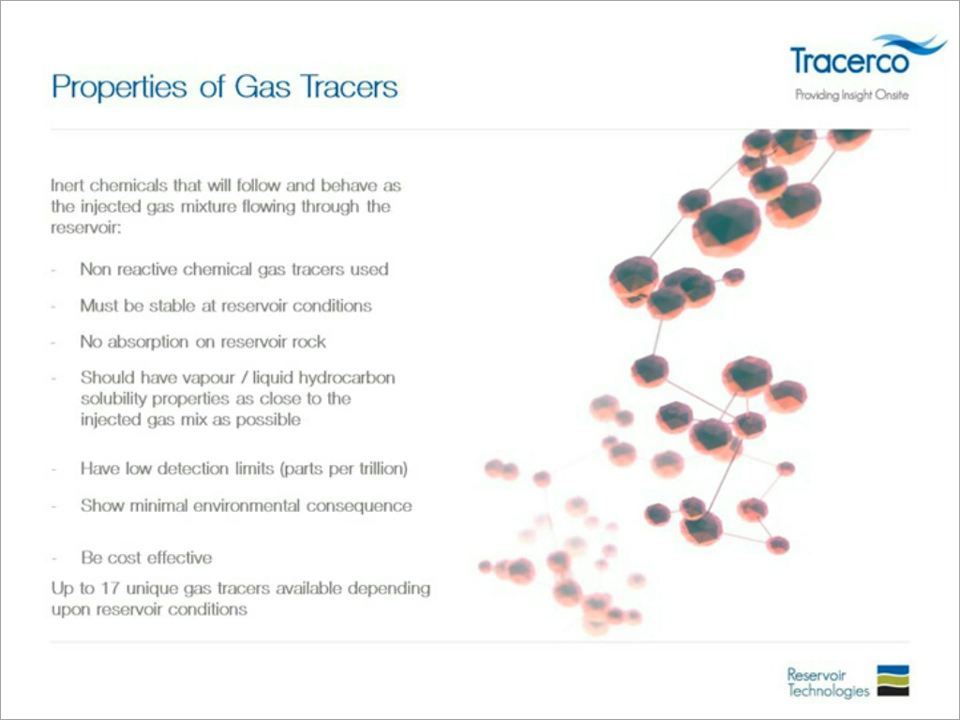 Tracerco
Providing Insight Onsite
Properties of Gas Tracers
Inert chemicals that will follow and behave as
the injected gas mixture flowing through the
reservoir:
- Non reactive chemical gas tracers used
- Must be stable at reservoir conditions
- No absorption on reservoir rock
- Should have vapour / liquid hydrocarbon
solubility properties as close to the
injected gas mix as possible
- Have low detection limits (parts per trillion)
- Show minimal environmental consequence
- Be cost effective
Up to 17 unique gas tracers available depending
upon reservoir conditions
Reservoir
Technologies